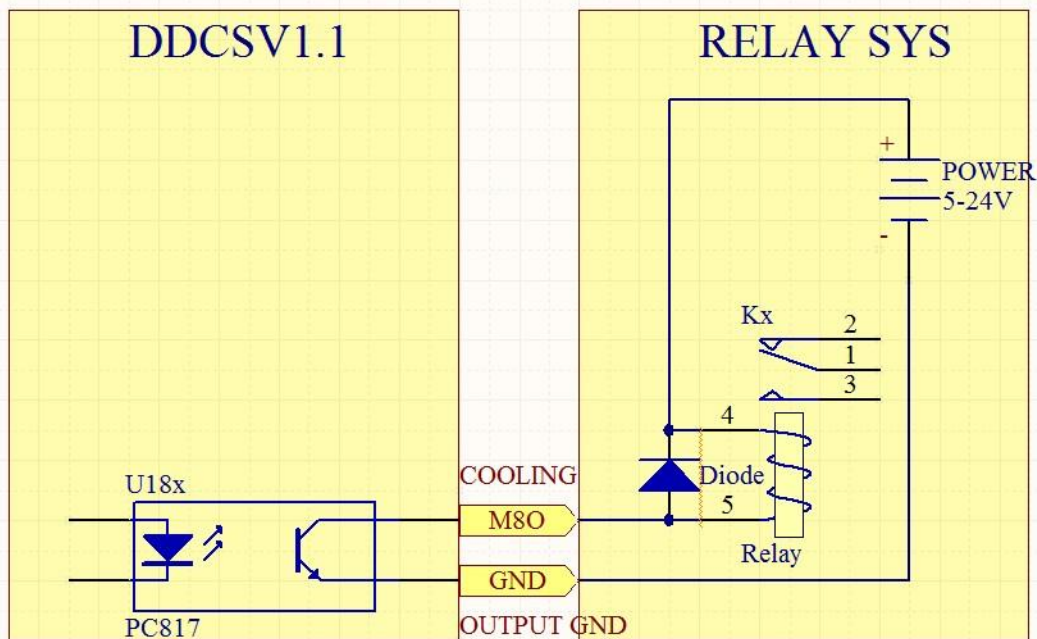 DDCSV1.1
RELAY SYS
+
POWER
5-24V
-
Kx
2
1
3
4
Diode
5
Relay
COOLING
M8O
GND
OUTPUT GND
U18x
PC817